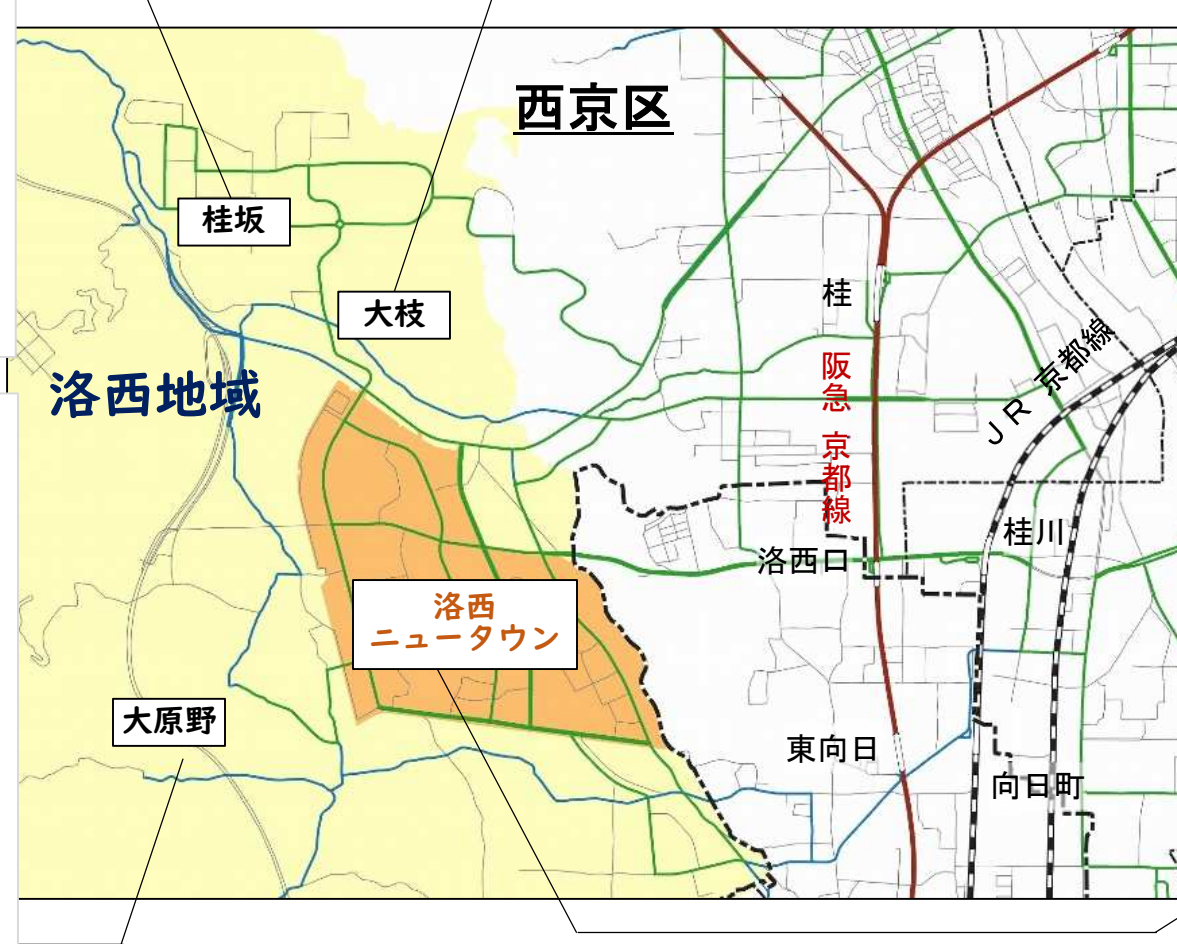 西京区
桂坂
大枝
桂
洛西地域
阪急 京都線
ＪＲ 京都線
桂川
洛西口
洛西
ニュータウン
大原野
東向日
向日町